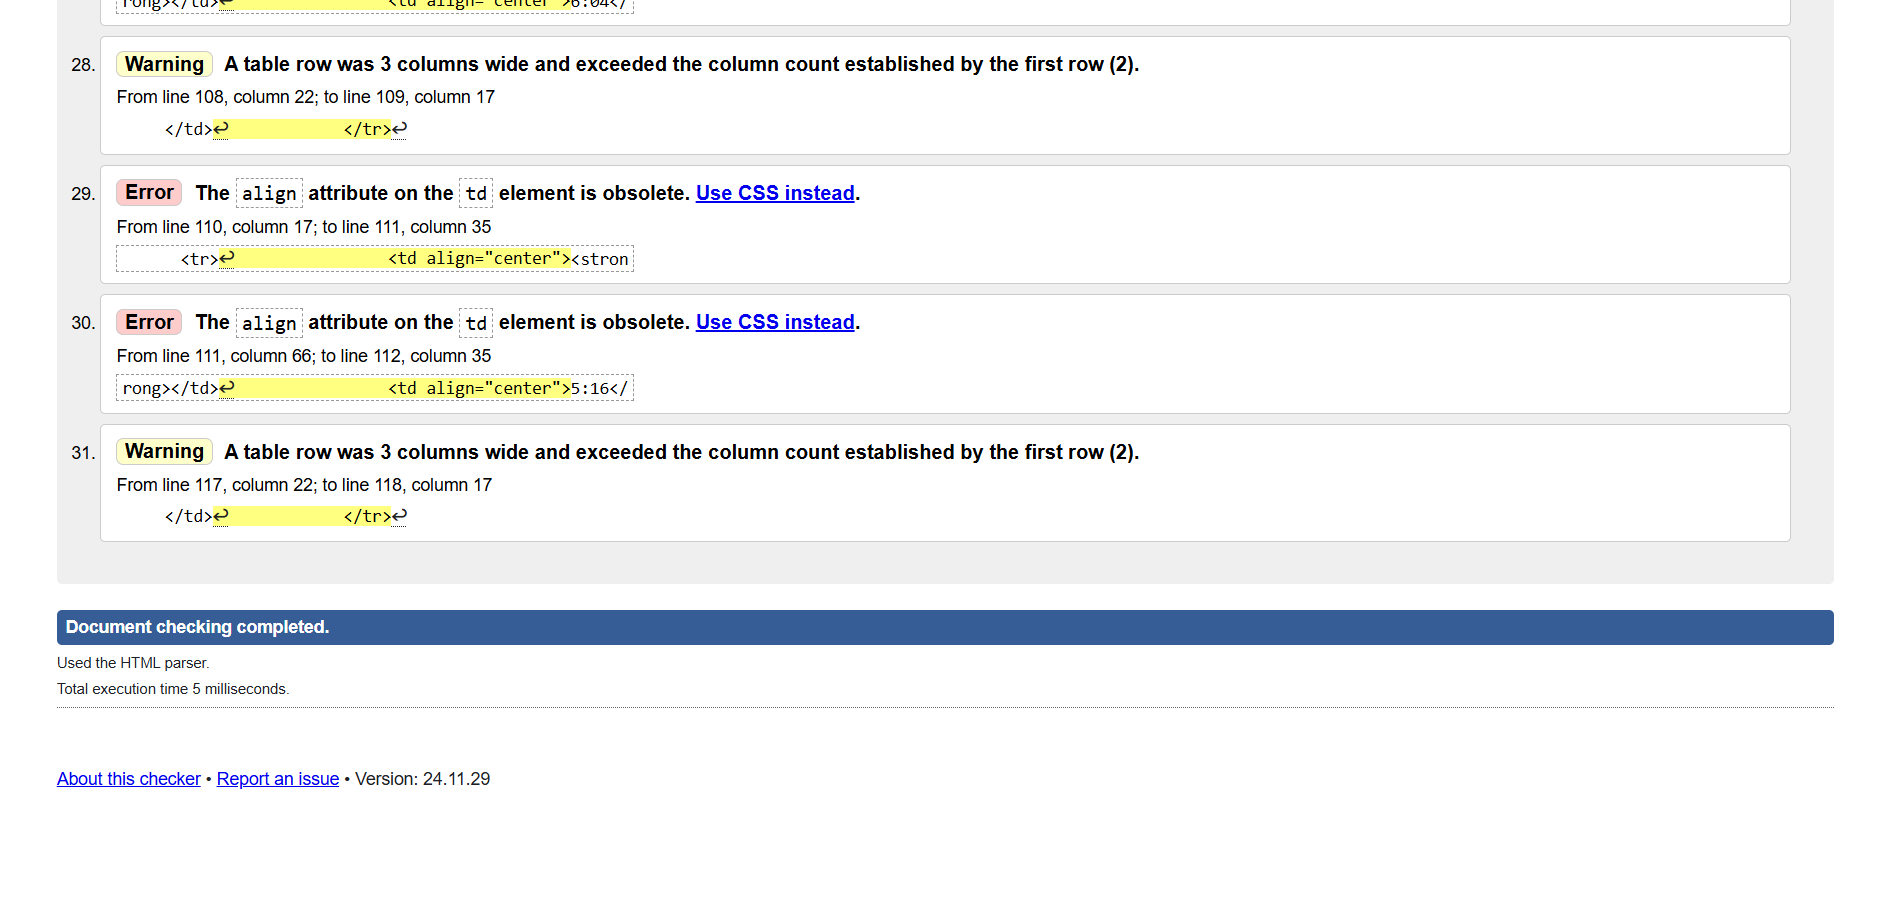 rong></td>↩                <td align="center">6:04</
28. Warning A table row was 3 columns wide and exceeded the column count established by the first row (2).
From line 108, column 22; to line 109, column 17
</td>↩            </tr>↩
29. Error The align attribute on the td element is obsolete. Use CSS instead.
From line 110, column 17; to line 111, column 35
<tr>↩                <td align="center"><stron
30. Error The align attribute on the td element is obsolete. Use CSS instead.
From line 111, column 66; to line 112, column 35
rong></td>↩                <td align="center">5:16</
31. Warning A table row was 3 columns wide and exceeded the column count established by the first row (2).
From line 117, column 22; to line 118, column 17
</td>↩            </tr>↩
Document checking completed.
Used the HTML parser.
Total execution time 5 milliseconds.
About this checker • Report an issue • Version: 24.11.29